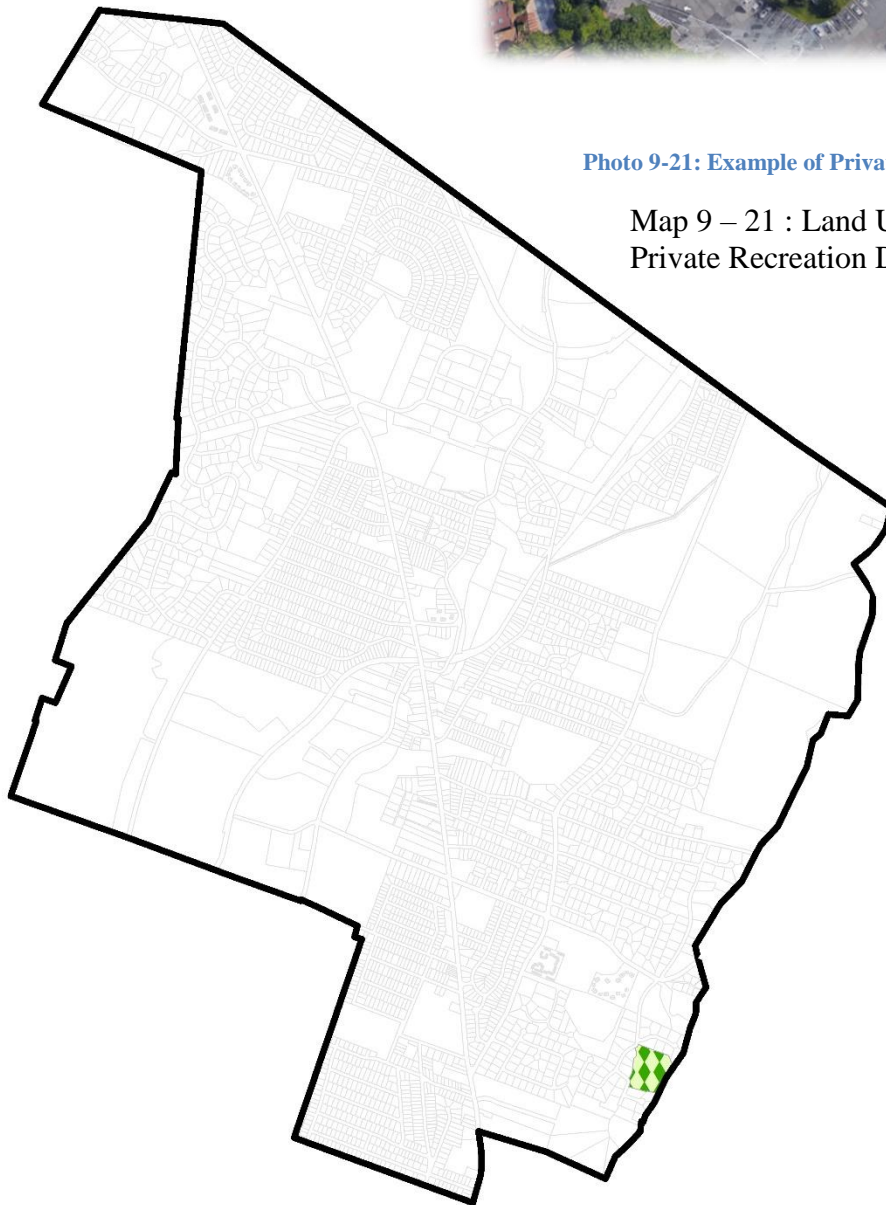 Photo 9-21: Example of Priva
Map 9 – 21 : Land U
Private Recreation D